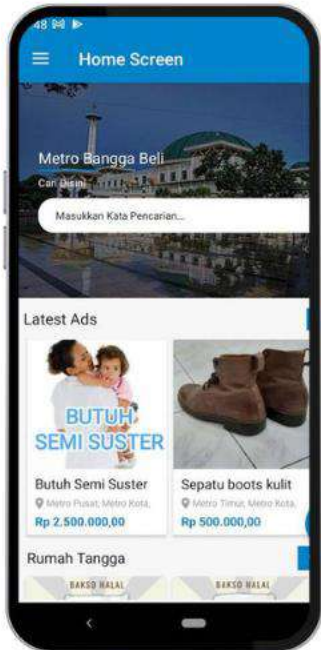 48
Home Screen
Metro Bangga Beli
Cari Disini
Masukkan Kata Pencarian...
Latest Ads
BUTUH
SEMI SUSTER
Butuh Semi Suster
Metro Pusat, Metro Kota,
Rp 2.500.000,00
Sepatu boots kulit
Metro Timur, Metro Kota,
Rp 500.000,00
Rumah Tangga
BAKSO HALAL
BAKSO HALAL